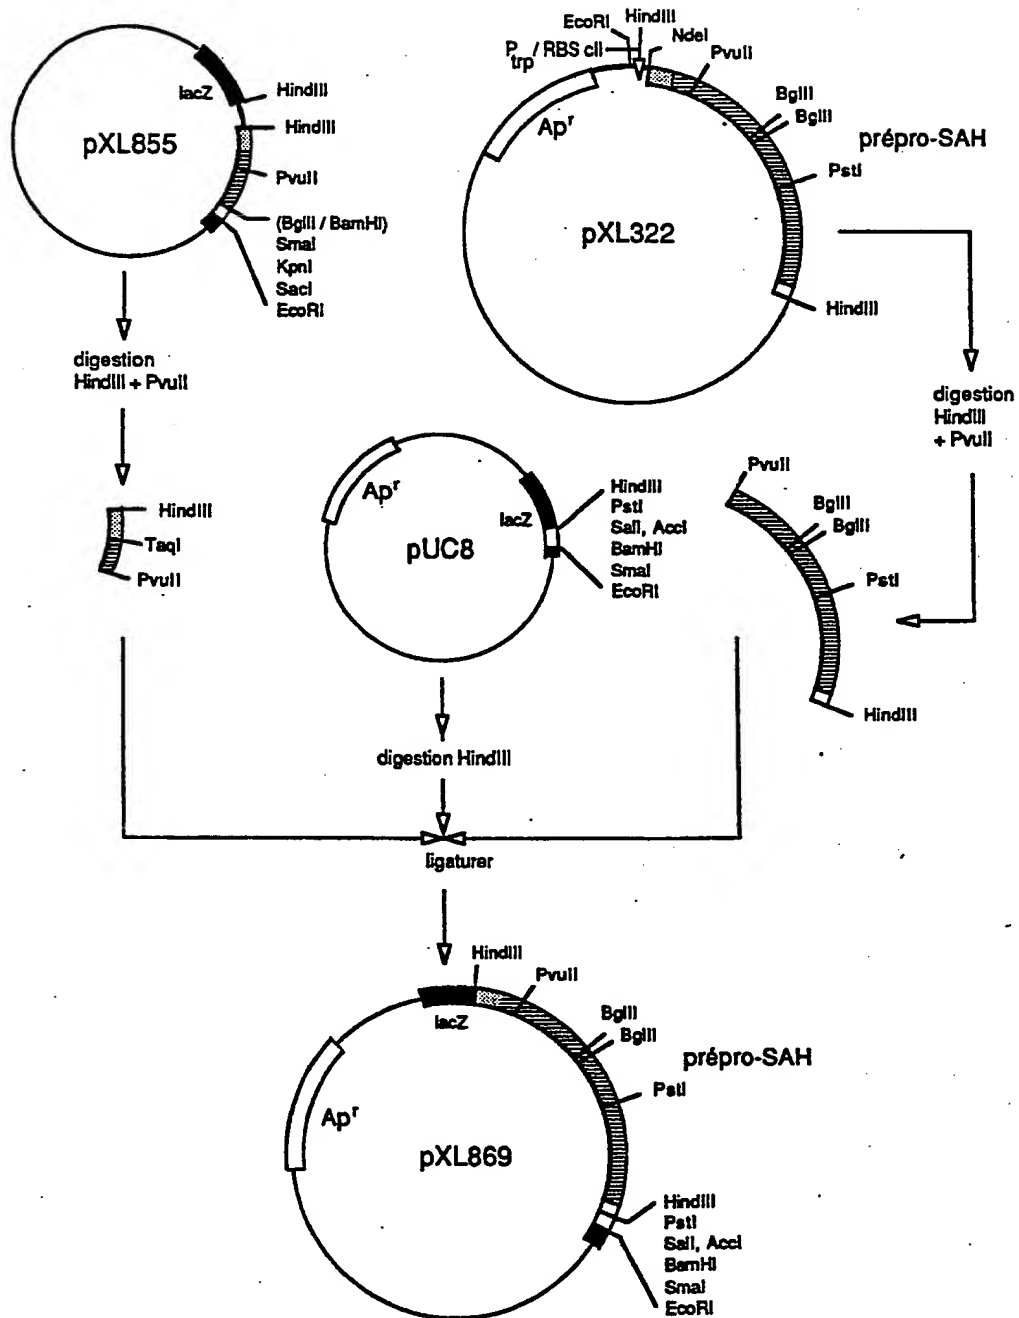 lacZ
HindIII
HindIII
pXL855
PvuII
(BglII / BamHI)
SmaI
KpnI
SacI
EcoRI
digestion
HindIII + PvuII
HindIII
TaqI
PvuII
EcoRI
HindIII
NdeI
Ptrp / RBS cII
PvuII
BglII
BglII
Apr
prépro-SAH
PstI
pXL322
HindIII
digestion
HindIII
+ PvuII
Apr
lacZ
pUC8
HindIII
PstI
SalI, AccI
BamHI
SmaI
EcoRI
PvuII
BglII
BglII
PstI
HindIII
digestion HindIII
ligaturer
HindIII
PvuII
lacZ
BglII
BglII
prépro-SAH
PstI
Apr
pXL869
HindIII
PstI
SalI, AccI
BamHI
SmaI
EcoRI